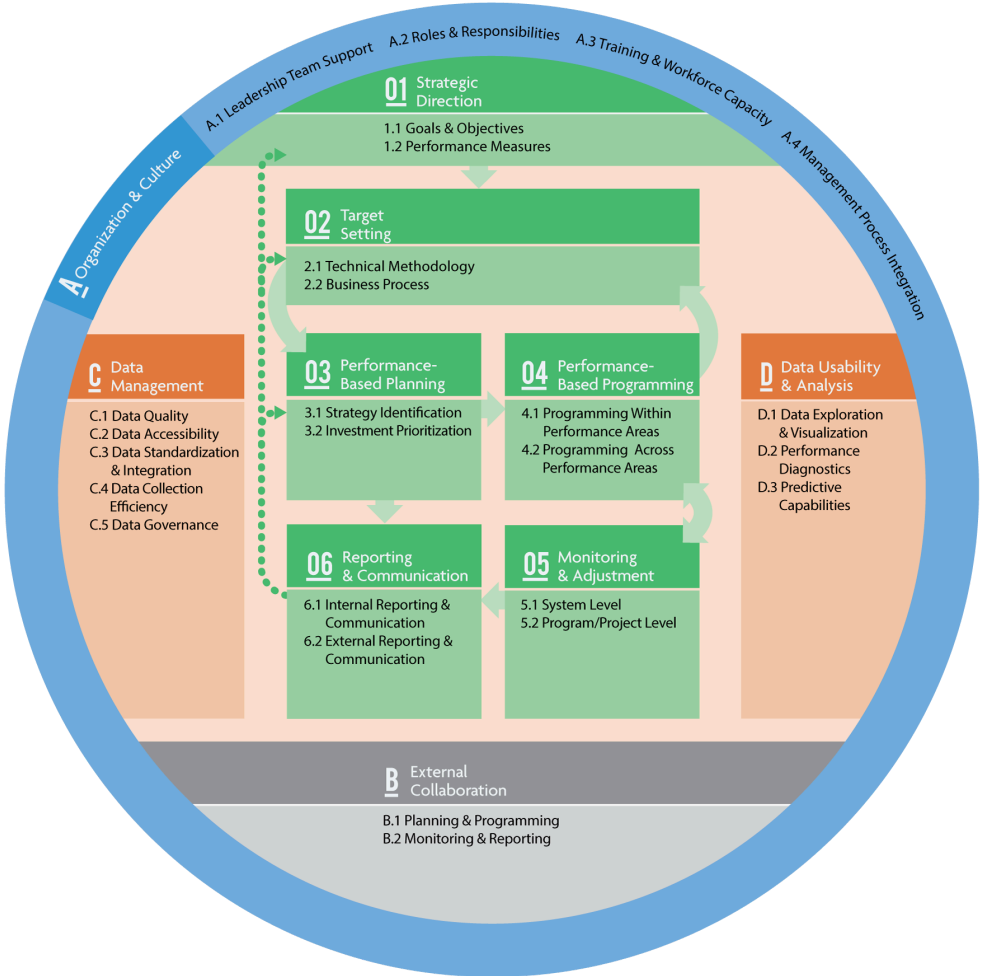 A.1 Leadership Team Support
A.2 Roles & Responsibilities
A.3 Training & Workforce Capacity
A.4 Management Process Integration
A Organization & Culture
01 Strategic
Direction
1.1 Goals & Objectives
1.2 Performance Measures
02 Target
Setting
2.1 Technical Methodology
2.2 Business Process
03 Performance-
Based Planning
3.1 Strategy Identification
3.2 Investment Prioritization
04 Performance-
Based Programming
4.1 Programming Within
Performance Areas
4.2 Programming Across
Performance Areas
C Data
Management
C.1 Data Quality
C.2 Data Accessibility
C.3 Data Standardization
& Integration
C.4 Data Collection
Efficiency
C.5 Data Governance
D Data Usability
& Analysis
D.1 Data Exploration
& Visualization
D.2 Performance
Diagnostics
D.3 Predictive
Capabilities
06 Reporting
& Communication
6.1 Internal Reporting &
Communication
6.2 External Reporting &
Communication
05 Monitoring
& Adjustment
5.1 System Level
5.2 Program/Project Level
B External
Collaboration
B.1 Planning & Programming
B.2 Monitoring & Reporting